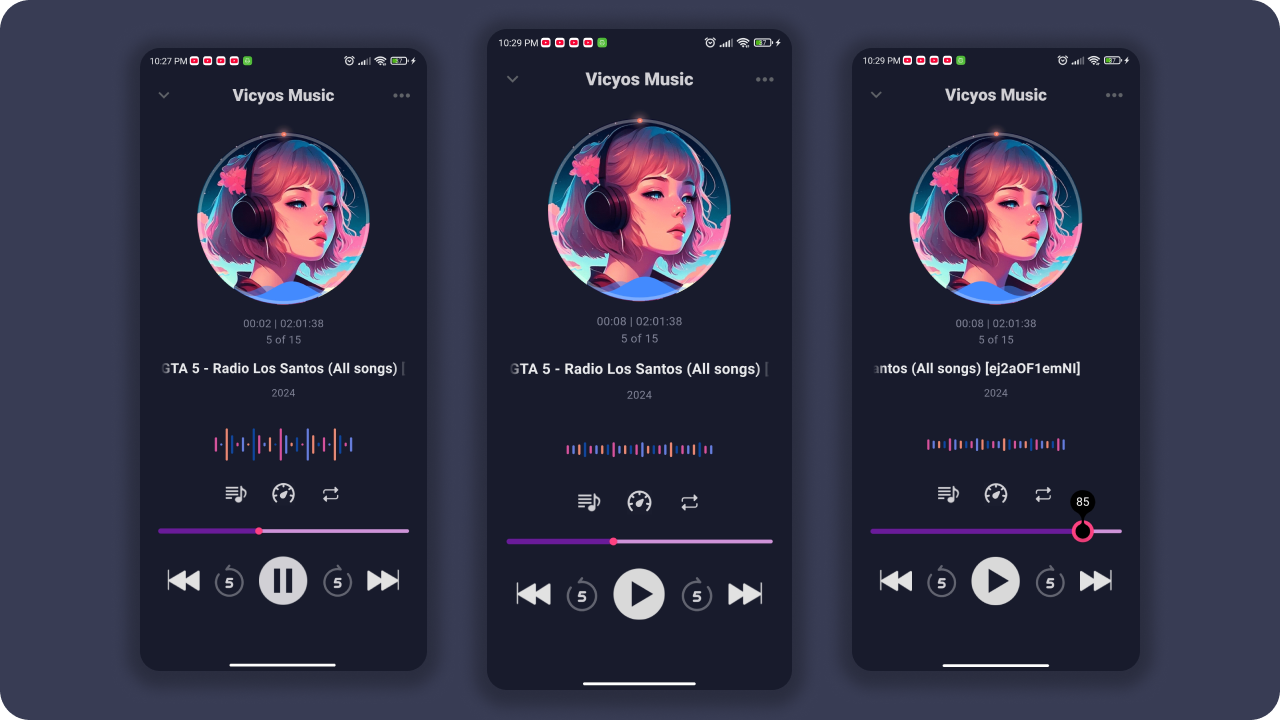 10:27 PM
87
Vicyos Music
00:02 | 02:01:38
5 of 15
GTA 5 - Radio Los Santos (All songs) [
2024
5
5
10:29 PM
87
Vicyos Music
00:08 | 02:01:38
5 of 15
GTA 5 - Radio Los Santos (All songs) [
2024
5
5
10:29 PM
87
Vicyos Music
00:08 | 02:01:38
5 of 15
antos (All songs) [ej2aOF1emNI]
2024
85
5
5